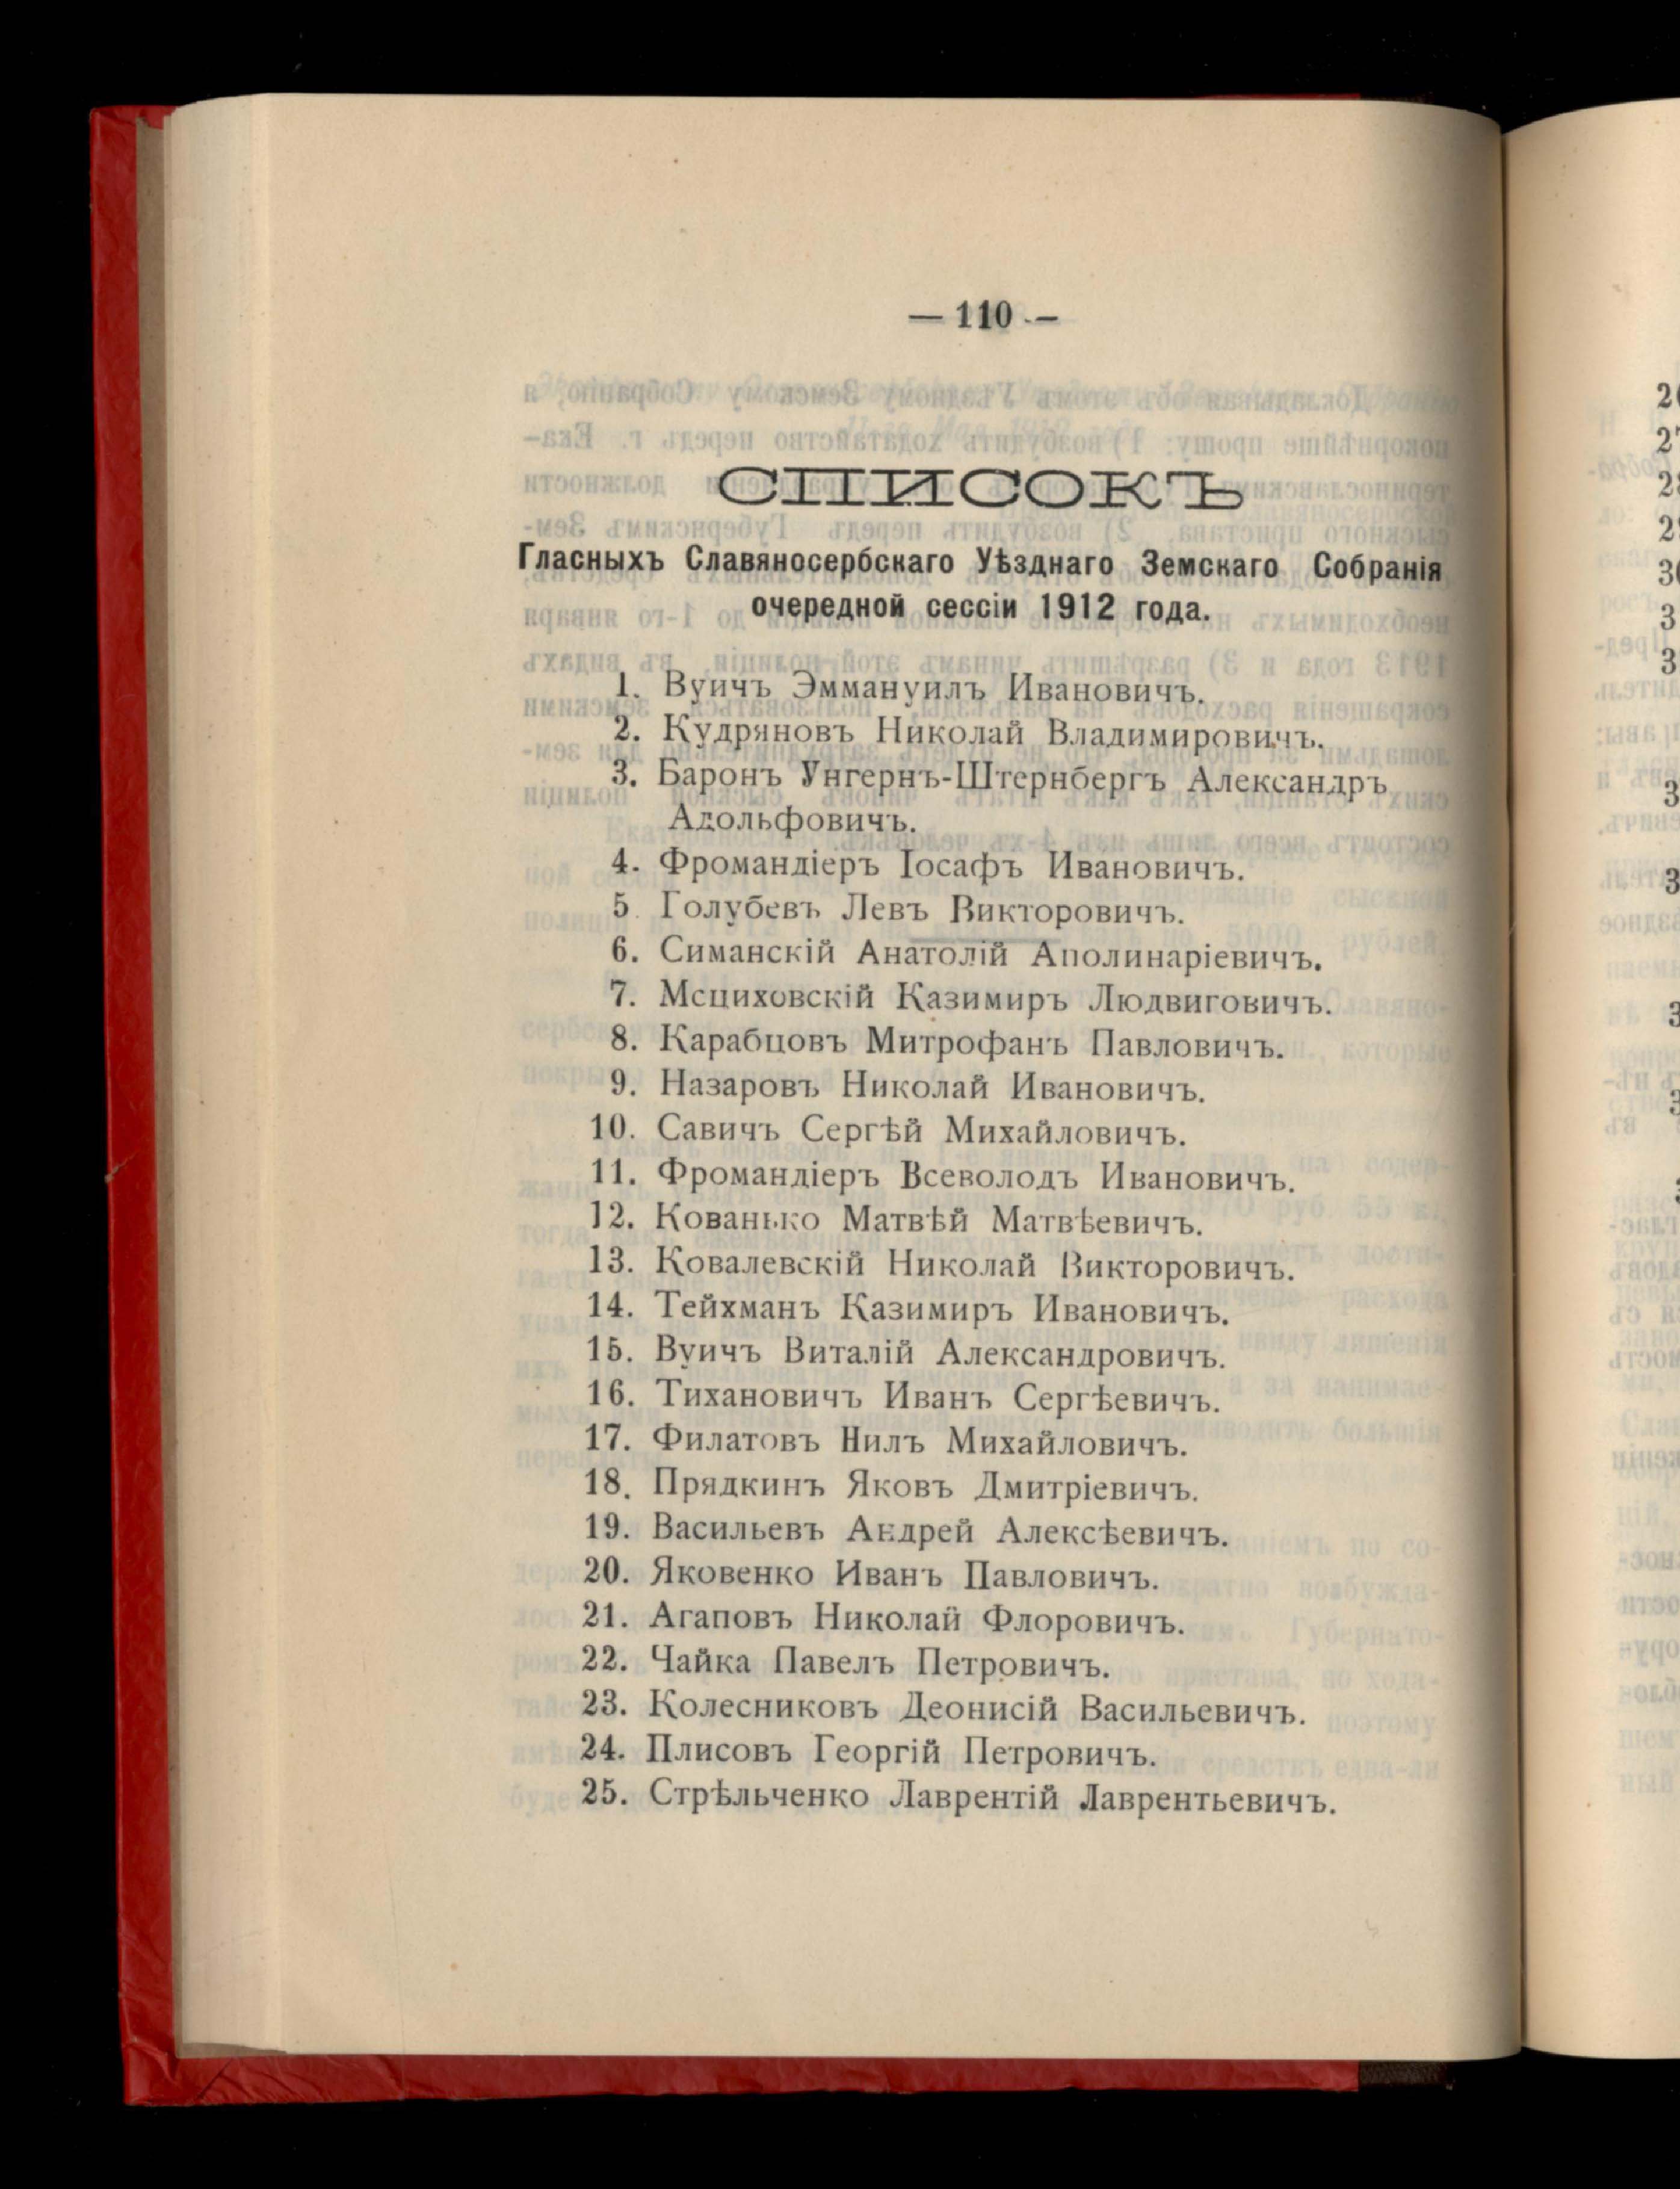 — 110 —
СПИСОКЪ
Гласныхъ Славяносербскаго Уѣзднаго Земскаго Собранія
очередной сессіи 1912 года.
1. Вуичъ Эммануилъ Ивановичъ.
2. Кудряновъ Николай Владимировичъ.
3. Баронъ Унгернъ-Штернбергъ Александръ
Адольфовичъ.
4. Фромандіеръ Іосафъ Ивановичъ.
5. Голубевъ Левъ Викторовичъ.
6. Симанскій Анатолій Аполинаріевичъ.
7. Мсциховскій Казимиръ Людвиговичъ.
8. Карабцовъ Митрофанъ Павловичъ.
9. Назаровъ Николай Ивановичъ.
10. Савичъ Сергѣй Михайловичъ.
11. Фромандіеръ Всеволодъ Ивановичъ.
12. Кованько Матвѣй Матвѣевичъ.
13. Ковалевскій Николай Викторовичъ.
14. Тейхманъ Казимиръ Ивановичъ.
15. Вуичъ Виталій Александровичъ.
16. Тихановичъ Иванъ Сергѣевичъ.
17. Филатовъ Нилъ Михайловичъ.
18. Прядкинъ Яковъ Дмитріевичъ.
19. Васильевъ Андрей Алексѣевичъ.
20. Яковенко Иванъ Павловичъ.
21. Агаповъ Николай Флоровичъ.
22. Чайка Павелъ Петровичъ.
23. Колесниковъ Деонисій Васильевичъ.
24. Плисовъ Георгій Петровичъ.
25. Стрѣльченко Лаврентій Лаврентьевичъ.